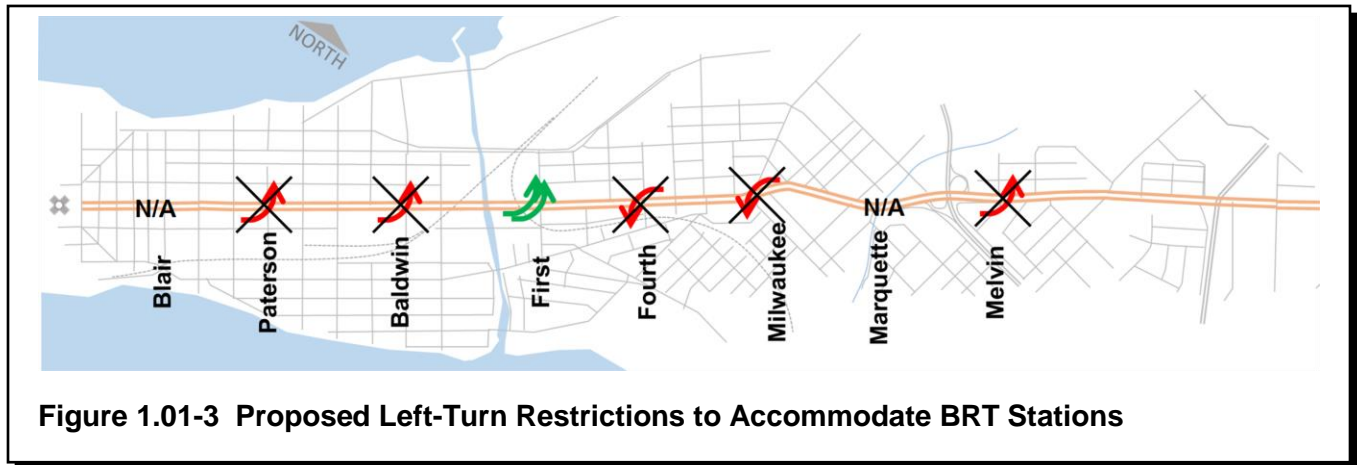 NORTH
N/A
N/A
Blair
Paterson
Baldwin
First
Fourth
Milwaukee
Marquette
Melvin
Figure 1.01-3 Proposed Left-Turn Restrictions to Accommodate BRT Stations